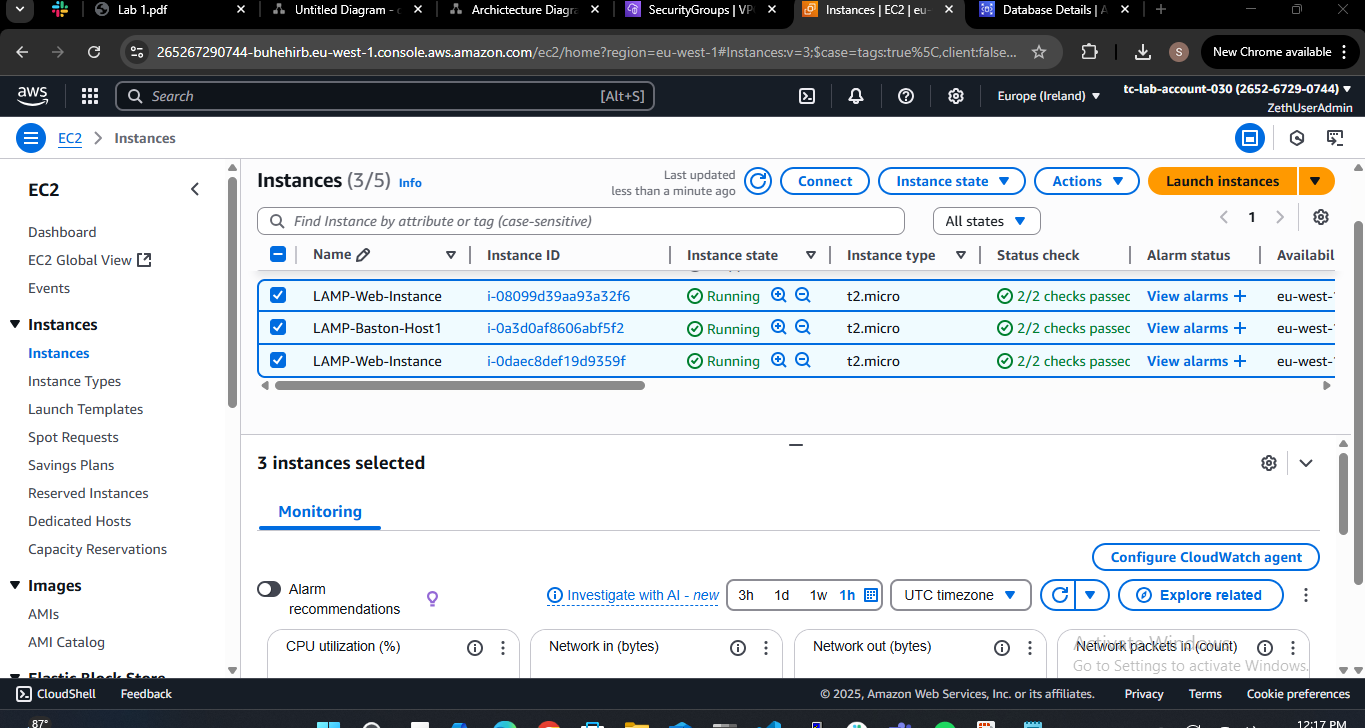 Lab 1.pdf
Untitled Diagram -
Archictecture Diagra
SecurityGroups | VP
Instances | EC2 | eu-
Database Details | A
265267290744-buhehirb.eu-west-1.console.aws.amazon.com/ec2/home?region=eu-west-1#Instances:v=3;$case=tags:true%5C,client:false...
S
New Chrome available
aws
Search
[Alt+S]
Europe (Ireland)
tc-lab-account-030 (2652-6729-0744)
ZethUserAdmin
EC2
Instances
EC2
Dashboard
EC2 Global View
Events
Instances
Instances
Instance Types
Launch Templates
Spot Requests
Savings Plans
Reserved Instances
Dedicated Hosts
Capacity Reservations
Images
AMIs
AMI Catalog
Elastic Block Store
Instances (3/5) Info
Last updated
less than a minute ago
Connect
Instance state
Actions
Launch instances
Find Instance by attribute or tag (case-sensitive)
All states
1
Name Instance ID Instance state Instance type Status check Alarm status Availabil
LAMP-Web-Instance i-08099d39aa93a32f6 Running t2.micro 2/2 checks passec View alarms + eu-west-1
LAMP-Baston-Host1 i-0a3d0af8606abf5f2 Running t2.micro 2/2 checks passec View alarms + eu-west-1
LAMP-Web-Instance i-0daec8def19d9359f Running t2.micro 2/2 checks passec View alarms + eu-west-1
3 instances selected
Monitoring
Configure CloudWatch agent
Alarm
recommendations
Investigate with AI - new
3h 1d 1w 1h
UTC timezone
Explore related
CPU utilization (%)
Network in (bytes)
Network out (bytes)
Network packets in (count)
Activate Windows
Go to Settings to activate Windows.
CloudShell
Feedback
© 2025, Amazon Web Services, Inc. or its affiliates.
Privacy
Terms
Cookie preferences
87°
12:17 PM